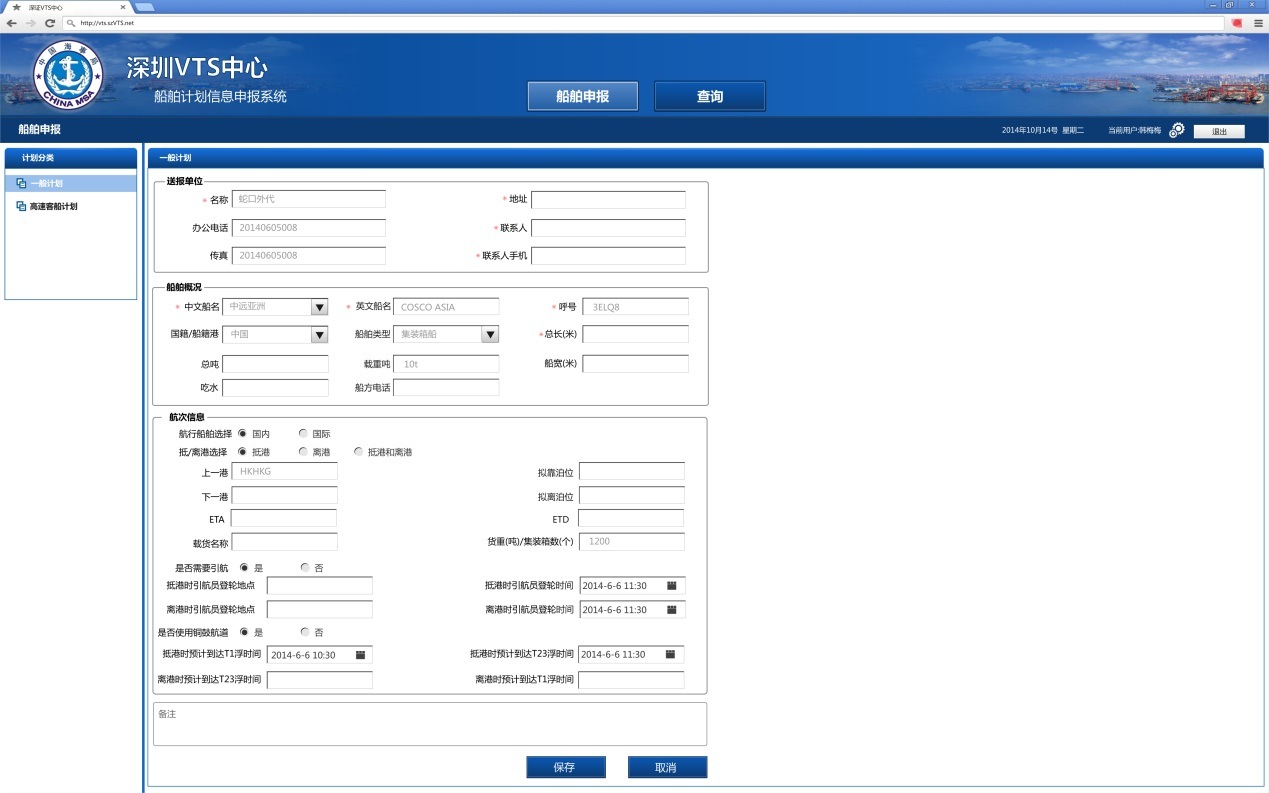 深证VTS中心
http://vts.szVTS.net
中国海事局
CHINA MSA
深圳VTS中心
船舶计划信息申报系统
船舶申报
查询
船舶申报
2014年10月14号 星期二
当前用户:韩梅梅
退出
计划分类
一般计划
高速客船计划
一般计划
送报单位
* 名称 蛇口外代 * 地址
办公电话 20140605008 * 联系人
传真 20140605008 * 联系人手机
船舶概况
* 中文船名 中远亚洲 * 英文船名 COSCO ASIA * 呼号 3ELQ8
国籍/船籍港 中国 船舶类型 集装箱船 * 总长(米)
总吨 载重吨 10t 船宽(米)
吃水 船方电话
航次信息
航行船舶选择 国内 国际
抵/离港选择 抵港 离港 抵港和离港
上一港 HKHKG 拟靠泊位
下一港 拟离泊位
ETA ETD
载货名称 货重(吨)/集装箱数(个) 1200
是否需要引航 是 否
抵港时引航员登轮地点 抵港时引航员登轮时间 2014-6-6 11:30
离港时引航员登轮地点 离港时引航员登轮时间 2014-6-6 11:30
是否使用铜鼓航道 是 否
抵港时预计到达T1浮时间 2014-6-6 10:30 抵港时预计到达T23浮时间 2014-6-6 11:30
离港时预计到达T23浮时间 离港时预计到达T1浮时间
备注
保存
取消